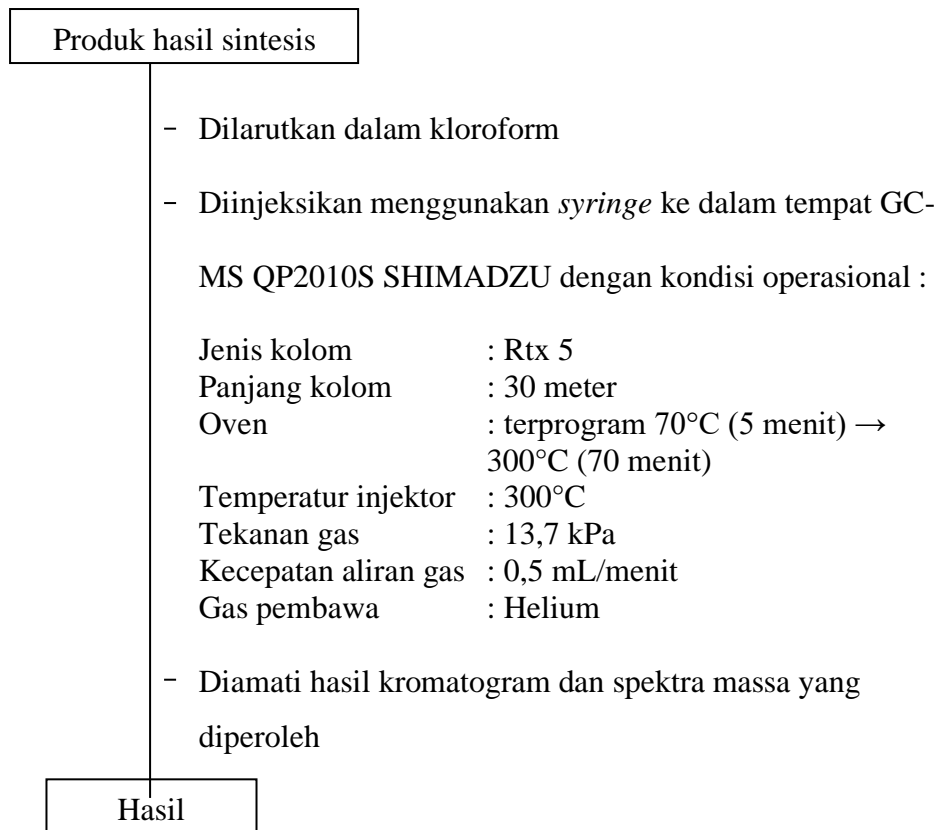 Produk hasil sintesis
- Dilarutkan dalam kloroform
- Diinjeksikan menggunakan syringe ke dalam tempat GC-
MS QP2010S SHIMADZU dengan kondisi operasional :
Jenis kolom : Rtx 5
Panjang kolom : 30 meter
Oven : terprogram 70°C (5 menit) →
300°C (70 menit)
Temperatur injektor : 300°C
Tekanan gas : 13,7 kPa
Kecepatan aliran gas : 0,5 mL/menit
Gas pembawa : Helium
- Diamati hasil kromatogram dan spektra massa yang
diperoleh
Hasil